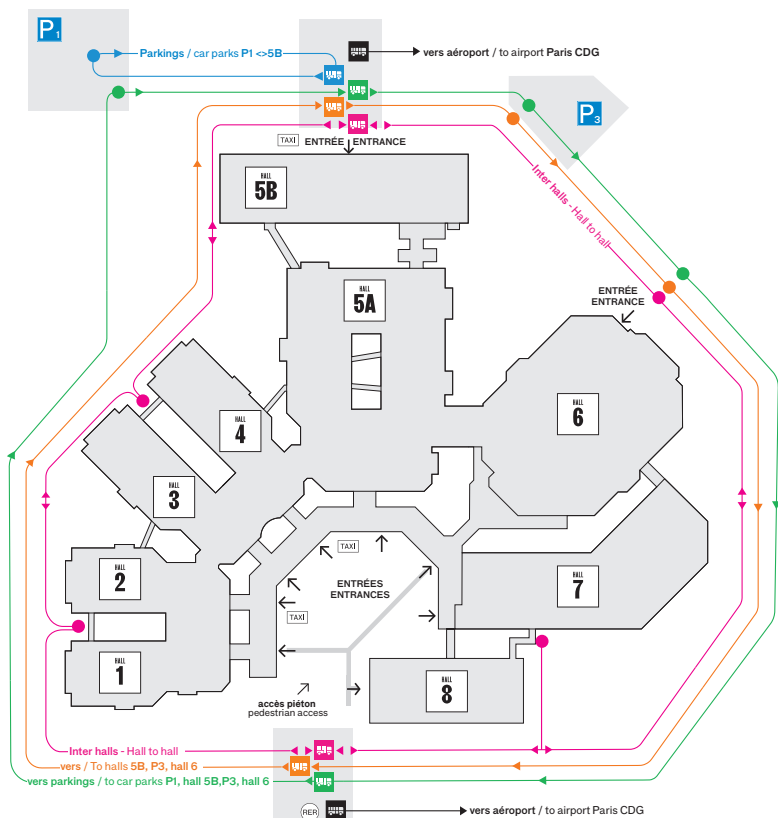 P1
Parkings / car parks P1 <>5B
vers aéroport / to airport Paris CDG
P3
TAXI
ENTRÉE ENTRANCE
HALL
5B
Inter halls - Hall to hall
HALL
5A
ENTRÉE
ENTRANCE
HALL
6
HALL
4
HALL
3
TAXI
HALL
2
ENTRÉES
ENTRANCES
HALL
7
TAXI
HALL
1
HALL
8
accès piéton
pedestrian access
Inter halls - Hall to hall
vers / To halls 5B, P3, hall 6
vers parkings / to car parks P1, hall 5B,P3, hall 6
RER
vers aéroport / to airport Paris CDG